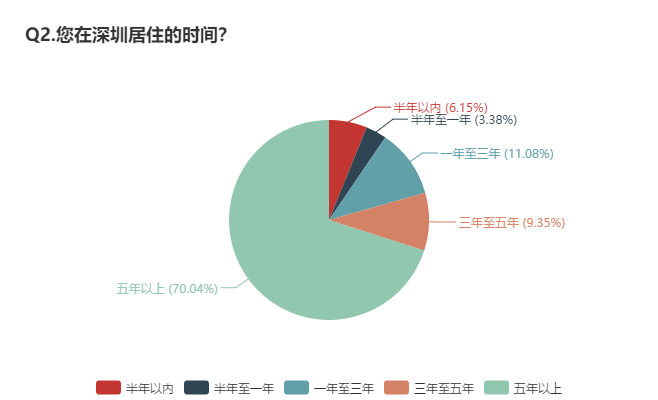 Q2.您在深圳居住的时间?
半年以内 (6.15%)
半年至一年 (3.38%)
一年至三年 (11.08%)
三年至五年 (9.35%)
五年以上 (70.04%)
半年以内 半年至一年 一年至三年 三年至五年 五年以上